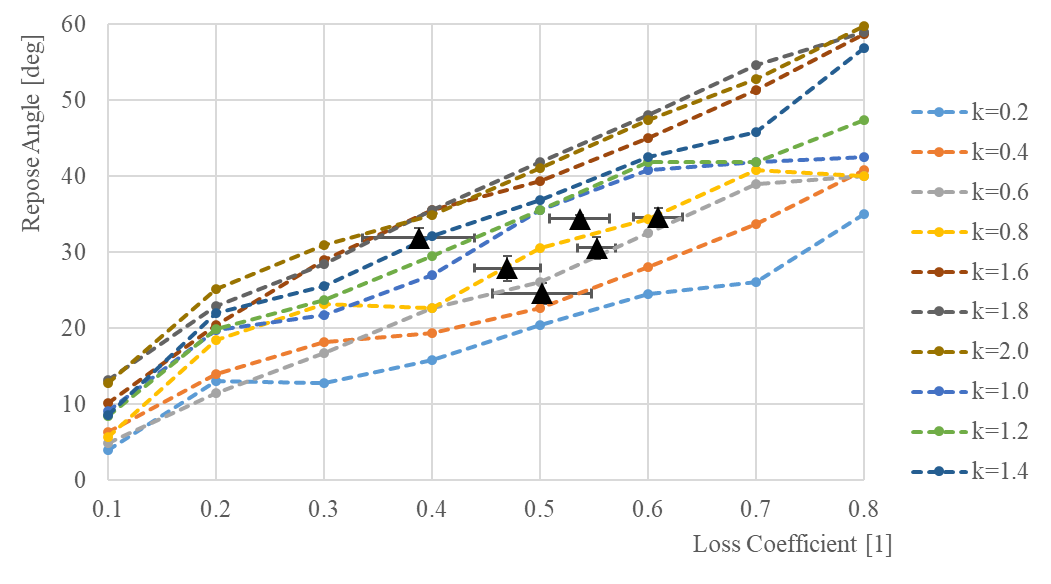 Repose Angle [deg]
60
50
40
30
20
10
0
0.1 0.2 0.3 0.4 0.5 0.6 0.7 0.8
Loss Coefficient [1]
k=0.2
k=0.4
k=0.6
k=0.8
k=1.6
k=1.8
k=2.0
k=1.0
k=1.2
k=1.4